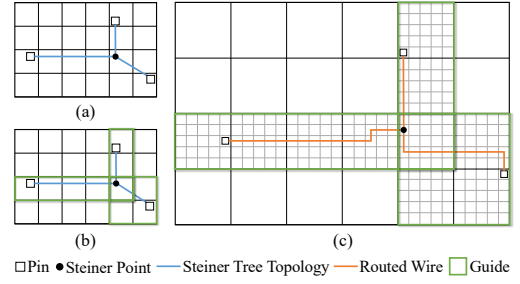 (a)
(b)
(c)
Pin Steiner Point Steiner Tree Topology Routed Wire Guide